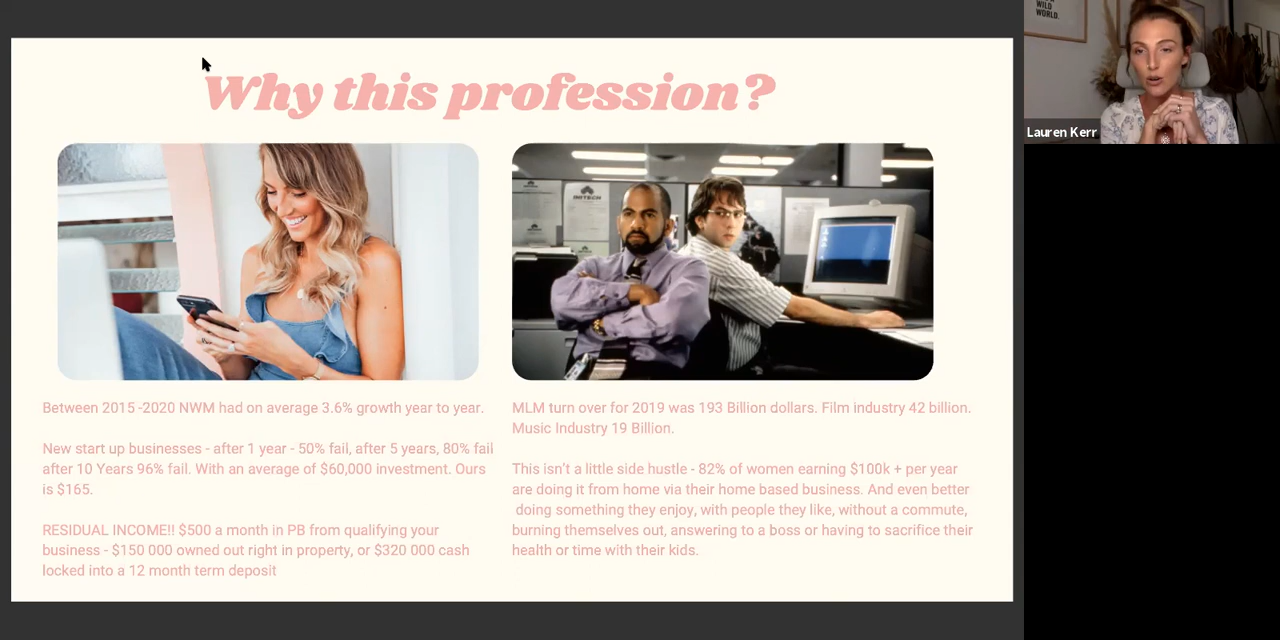 Why this profession?
INITECH
Between 2015 -2020 NWM had on average 3.6% growth year to year.
New start up businesses - after 1 year - 50% fail, after 5 years, 80% fail
after 10 Years 96% fail. With an average of $60,000 investment. Ours
is $165.
RESIDUAL INCOME!! $500 a month in PB from qualifying your
business - $150 000 owned out right in property, or $320 000 cash
locked into a 12 month term deposit
MLM turn over for 2019 was 193 Billion dollars. Film industry 42 billion.
Music Industry 19 Billion.
This isn't a little side hustle - 82% of women earning $100k + per year
are doing it from home via their home based business. And even better
doing something they enjoy, with people they like, without a commute,
burning themselves out, answering to a boss or having to sacrifice their
health or time with their kids.
WILD
WORLD.
Lauren Kerr